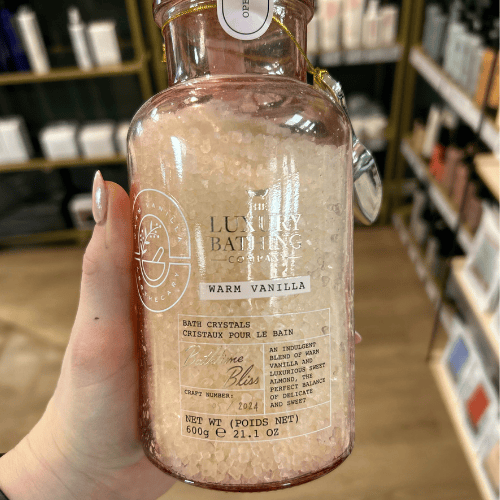 OPE
THE
LUXURY
BATHING
COMPANY
WARM VANILLA
BATH CRYSTALS
CRISTAUX POUR LE BAIN
Bathtime
Bliss
CRAFT NUMBER:
2024
AN INDULGENT
BLEND OF WARM
VANILLA AND
LUXURIOUS SWEET
ALMOND, THE
PERFECT BALANCE
OF DELICATE
AND SWEET
NET WT (POIDS NET)
600g ℮ 21.1 OZ